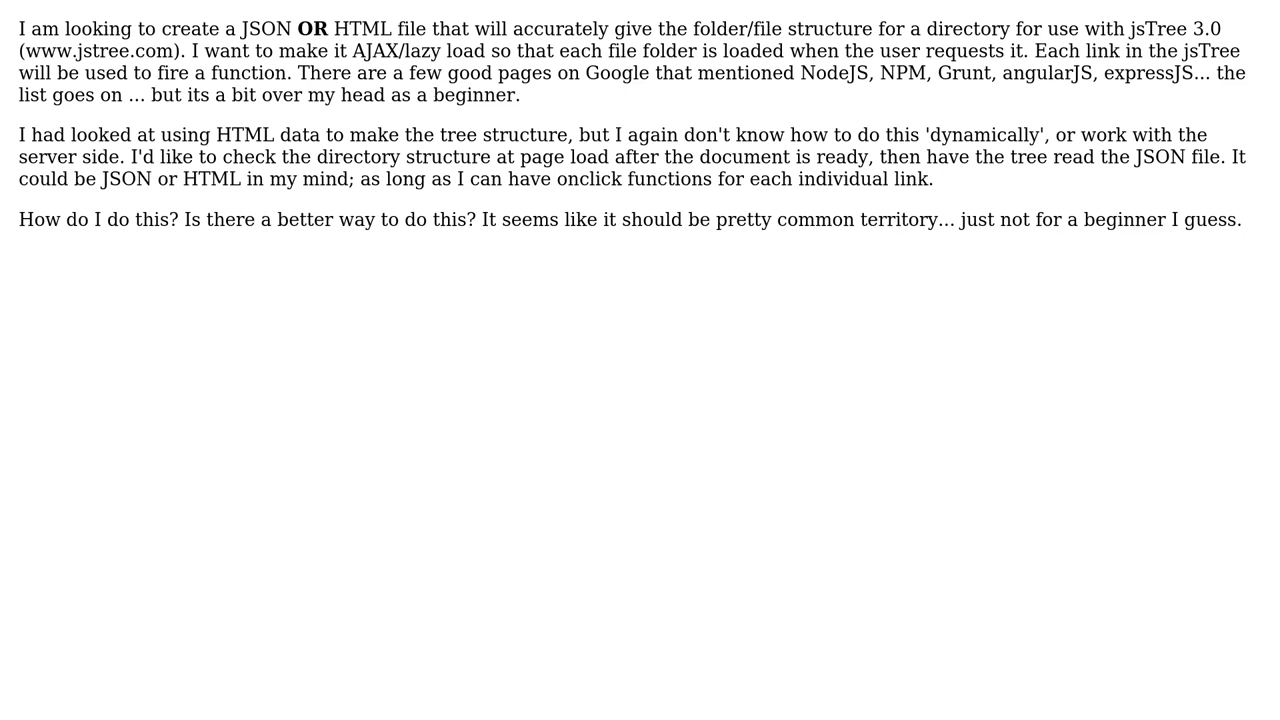 I am looking to create a JSON OR HTML file that will accurately give the folder/file structure for a directory for use with jsTree 3.0
(www.jstree.com). I want to make it AJAX/lazy load so that each file folder is loaded when the user requests it. Each link in the jsTree
will be used to fire a function. There are a few good pages on Google that mentioned NodeJS, NPM, Grunt, angularJS, expressJS... the
list goes on ... but its a bit over my head as a beginner.
I had looked at using HTML data to make the tree structure, but I again don't know how to do this 'dynamically', or work with the
server side. I'd like to check the directory structure at page load after the document is ready, then have the tree read the JSON file. It
could be JSON or HTML in my mind; as long as I can have onclick functions for each individual link.
How do I do this? Is there a better way to do this? It seems like it should be pretty common territory... just not for a beginner I guess.